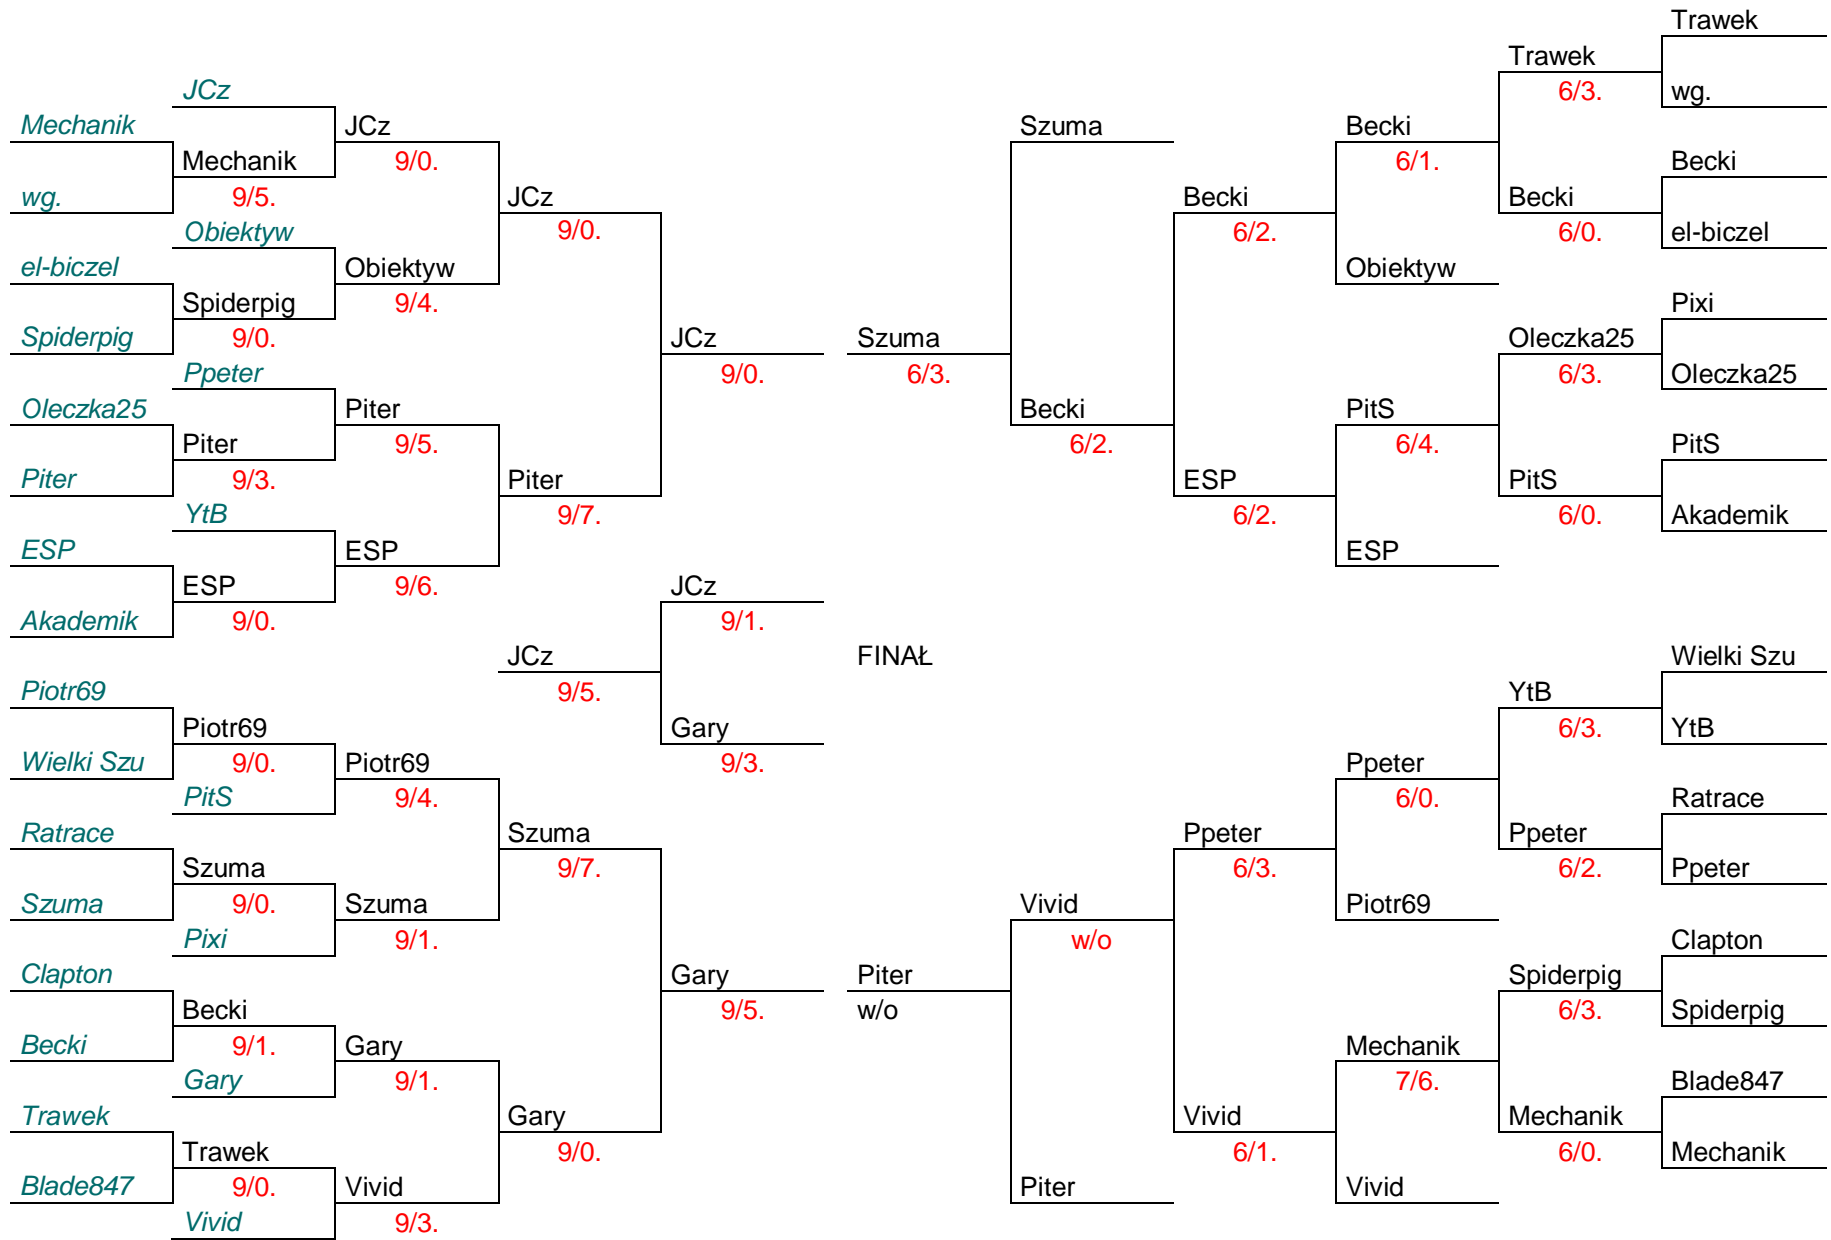 Trawek
Trawek
JCz
6/3.
wg.
Mechanik
JCz
Szuma
Becki
Mechanik
9/0.
6/1.
Becki
wg.
9/5.
JCz
Becki
Becki
Obiektyw
9/0.
6/2.
6/0.
el-biczel
el-biczel
Obiektyw
Obiektyw
Spiderpig
9/4.
Pixi
Spiderpig
9/0.
JCz
Szuma
Oleczka25
Ppeter
9/0.
6/3.
6/3.
Oleczka25
Oleczka25
Piter
Becki
PitS
Piter
9/5.
6/2.
6/4.
PitS
Piter
9/3.
Piter
ESP
PitS
YtB
9/7.
6/2.
6/0.
Akademik
ESP
ESP
ESP
ESP
9/6.
JCz
Akademik
9/0.
9/1.
JCz
FINAŁ
Wielki Szu
Piotr69
9/5.
YtB
Piotr69
Gary
6/3.
YtB
Wielki Szu
9/0.
Piotr69
9/3.
Ppeter
PitS
9/4.
6/0.
Ratrace
Ratrace
Szuma
Ppeter
Ppeter
Szuma
9/7.
6/3.
6/2.
Ppeter
Szuma
9/0.
Szuma
Vivid
Piotr69
Pixi
9/1.
w/o
Clapton
Clapton
Gary
Piter
Spiderpig
Becki
9/5.
w/o
6/3.
Spiderpig
Becki
9/1.
Gary
Mechanik
Gary
9/1.
7/6.
Blade847
Trawek
Gary
Vivid
Mechanik
Trawek
9/0.
6/1.
6/0.
Mechanik
Blade847
9/0.
Vivid
Piter
Vivid
Vivid
9/3.